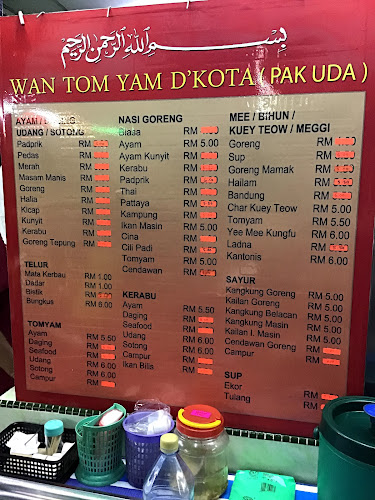 بسم الله الرحمن الرحيم
WAN TOM YAM D'KOTA ( PAK UDA )
AYAM /
UDANG / SOTONG
Padprik RM
Pedas RM
Merah RM
Masam Manis RM
Goreng RM
Halia RM
Kicap RM
Kunyit RM
Kerabu RM
Goreng Tepung RM
TELUR
Mata Kerbau RM 1.00
Dadar RM 1.00
Bistik RM
Bungkus RM 6.00
TOMYAM
Ayam RM 5.50
Daging RM
Seafood RM
Udang RM 6.00
Sotong RM 6.00
Campur RM
NASI GORENG
Biasa RM
Ayam RM 5.00
Ayam Kunyit RM
Kerabu RM
Padprik RM
Thai RM
Pattaya RM
Kampung RM
Ikan Masin RM
Cina RM
Cili Padi RM
Tomyam RM 5.00
Cendawan RM
KERABU
Ayam RM 5.50
Daging RM
Seafood RM
Udang RM 6.00
Sotong RM 6.00
Campur RM
Ikan Bilis RM
MEE / BIHUN /
KUEY TEOW / MEGGI
Goreng RM
Sup RM
Goreng Mamak RM
Hailam RM
Bandung RM
Char Kuey Teow RM 5.00
Tomyam RM 5.50
Yee Mee Kungfu RM 6.00
Ladna RM
Kantonis RM 6.00
SAYUR
Kangkung Goreng RM 5.00
Kailan Goreng RM 5.00
Kangkung Belacan RM 5.00
Kangkung Masin RM 5.00
Kailan I. Masin RM
Cendawan Goreng RM
Campur RM
SUP
Ekor RM
Tulang RM